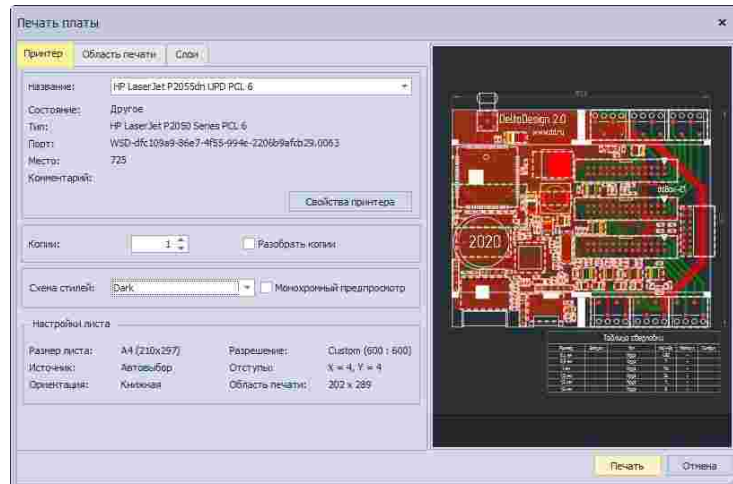 Печать платы
Принтер Область печати Слои
Название: HP LaserJet P2055dn UPD PCL 6
Состояние: Другое
Тип: HP LaserJet P2050 Series PCL 6
Порт: WSD-dfc109a9-86e7-4f55-994e-2206b9afcb29.0063
Место: 725
Комментарий:
Свойства принтера
Копии: 1 Разобрать копии
Схема стилей: Dark Монохромный предпросмотр
Настройки листа
Размер листа: A4 (210x297) Разрешение: Custom (600 : 600)
Источник: Автовыбор Отступы: X = 4, Y = 4
Ориентация: Книжная Область печати: 202 x 289
DeltaDesign 2.0
2020
Таблица сверловки
Печать Отмена